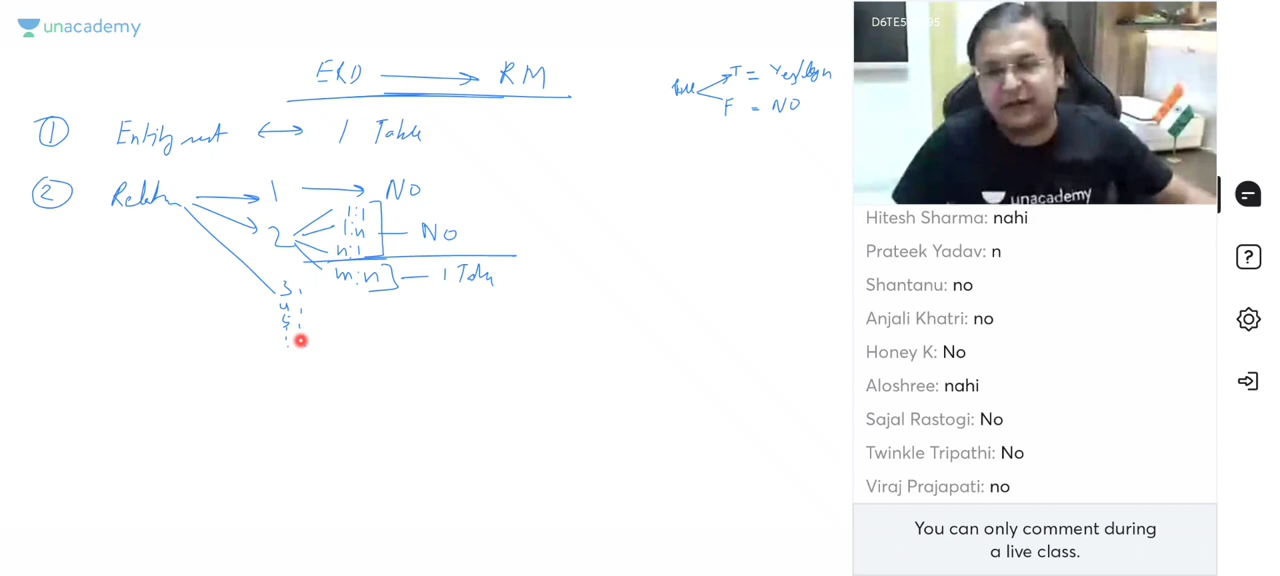 unacademy
ERD → RM
T = Yes/
F = NO
① Entity set ↔ 1 Table
② Relation → 1 → NO
2
1:1
1:n
n:1
NO
m:n
1 Table
3
4
5
D6TE5
unacademy
Hitesh Sharma: nahi
Prateek Yadav: n
Shantanu: no
Anjali Khatri: no
Honey K: No
Aloshree: nahi
Sajal Rastogi: No
Twinkle Tripathi: No
Viraj Prajapati: no
You can only comment during
a live class.